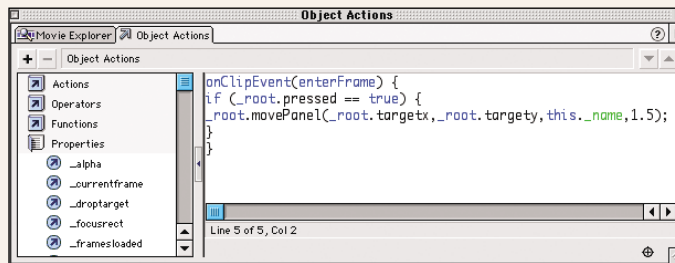 Object Actions
Movie Explorer
Object Actions
?
+ − Object Actions
Actions
Operators
Functions
Properties
_alpha
_currentframe
_droptarget
_focusrect
_framesloaded
onClipEvent(enterFrame) {
if (_root.pressed == true) {
_root.movePanel(_root.targetx,_root.targety,this._name,1.5);
}
}
Line 5 of 5, Col 2